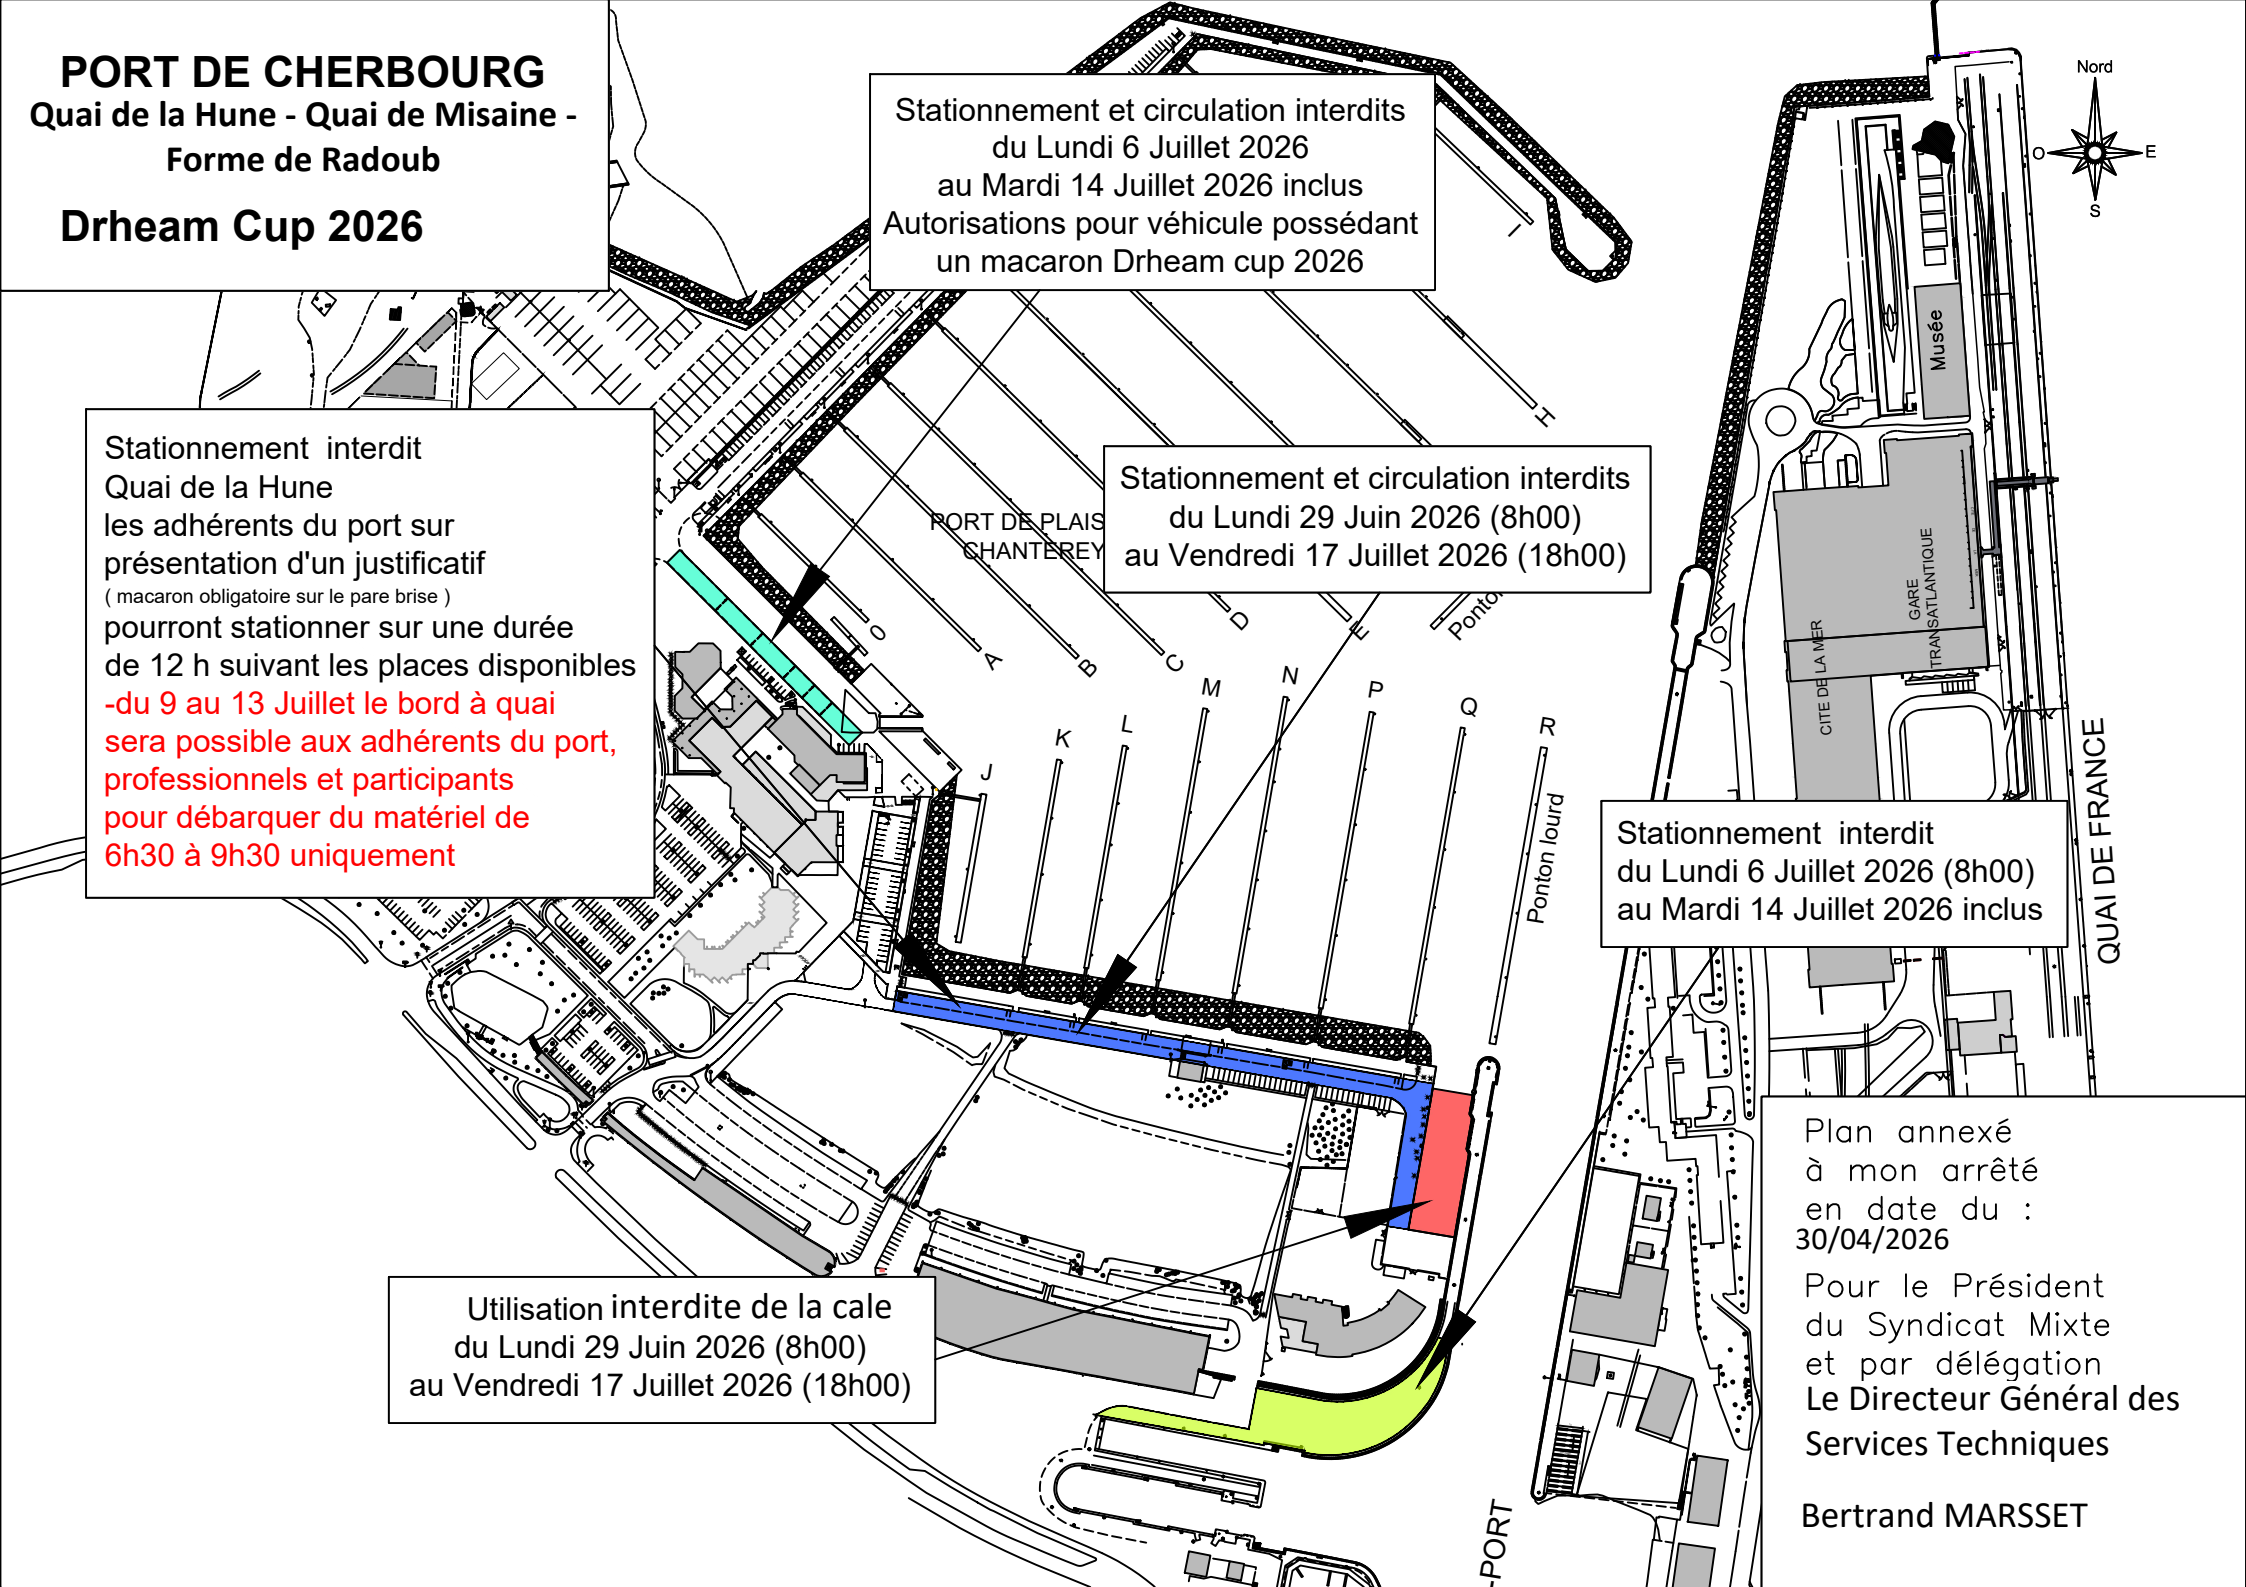 PORT DE CHERBOURG
Quai de la Hune - Quai de Misaine -
Forme de Radoub
Drheam Cup 2026
Stationnement et circulation interdits
du Lundi 6 Juillet 2026
au Mardi 14 Juillet 2026 inclus
Autorisations pour véhicule possédant
un macaron Drheam cup 2026
Nord
O
E
S
I
H
Musée
Stationnement interdit
Quai de la Hune
les adhérents du port sur
présentation d'un justificatif
( macaron obligatoire sur le pare brise )
pourront stationner sur une durée
de 12 h suivant les places disponibles
-du 9 au 13 Juillet le bord à quai
sera possible aux adhérents du port,
professionnels et participants
pour débarquer du matériel de
6h30 à 9h30 uniquement
Stationnement et circulation interdits
du Lundi 29 Juin 2026 (8h00)
au Vendredi 17 Juillet 2026 (18h00)
PORT DE PLAIS
CHANTEREY
O
A
B
C
D
E
Ponto
GARE
TRANSATLANTIQUE
CITE DE LA MER
J
K
L
M
N
P
Q
R
Ponton lourd
QUAI DE FRANCE
Stationnement interdit
du Lundi 6 Juillet 2026 (8h00)
au Mardi 14 Juillet 2026 inclus
Utilisation interdite de la cale
du Lundi 29 Juin 2026 (8h00)
au Vendredi 17 Juillet 2026 (18h00)
-PORT
Plan annexé
à mon arrêté
en date du :
30/04/2026
Pour le Président
du Syndicat Mixte
et par délégation
Le Directeur Général des
Services Techniques
Bertrand MARSSET